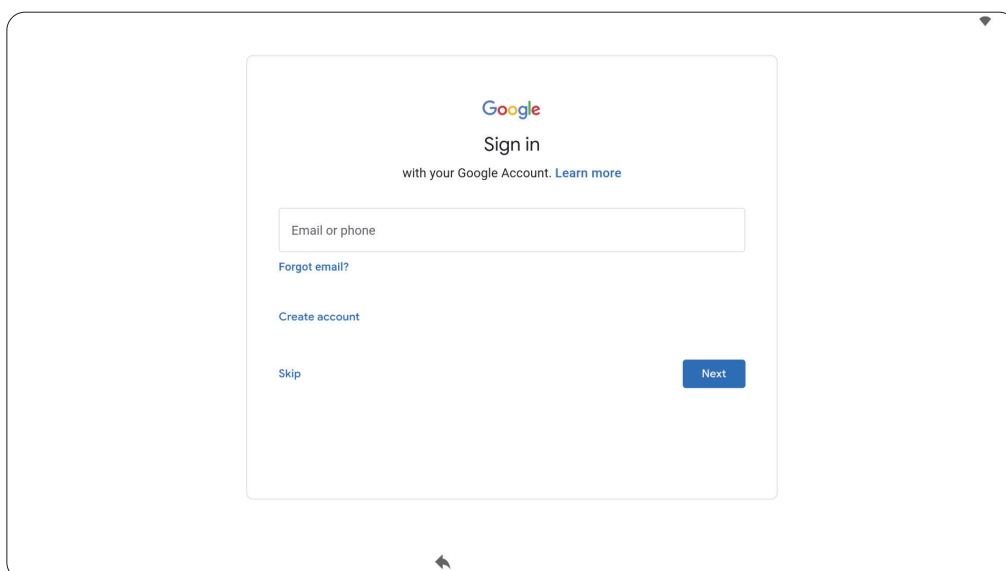 Google
Sign in
with your Google Account. Learn more
Email or phone
Forgot email?
Create account
Skip
Next